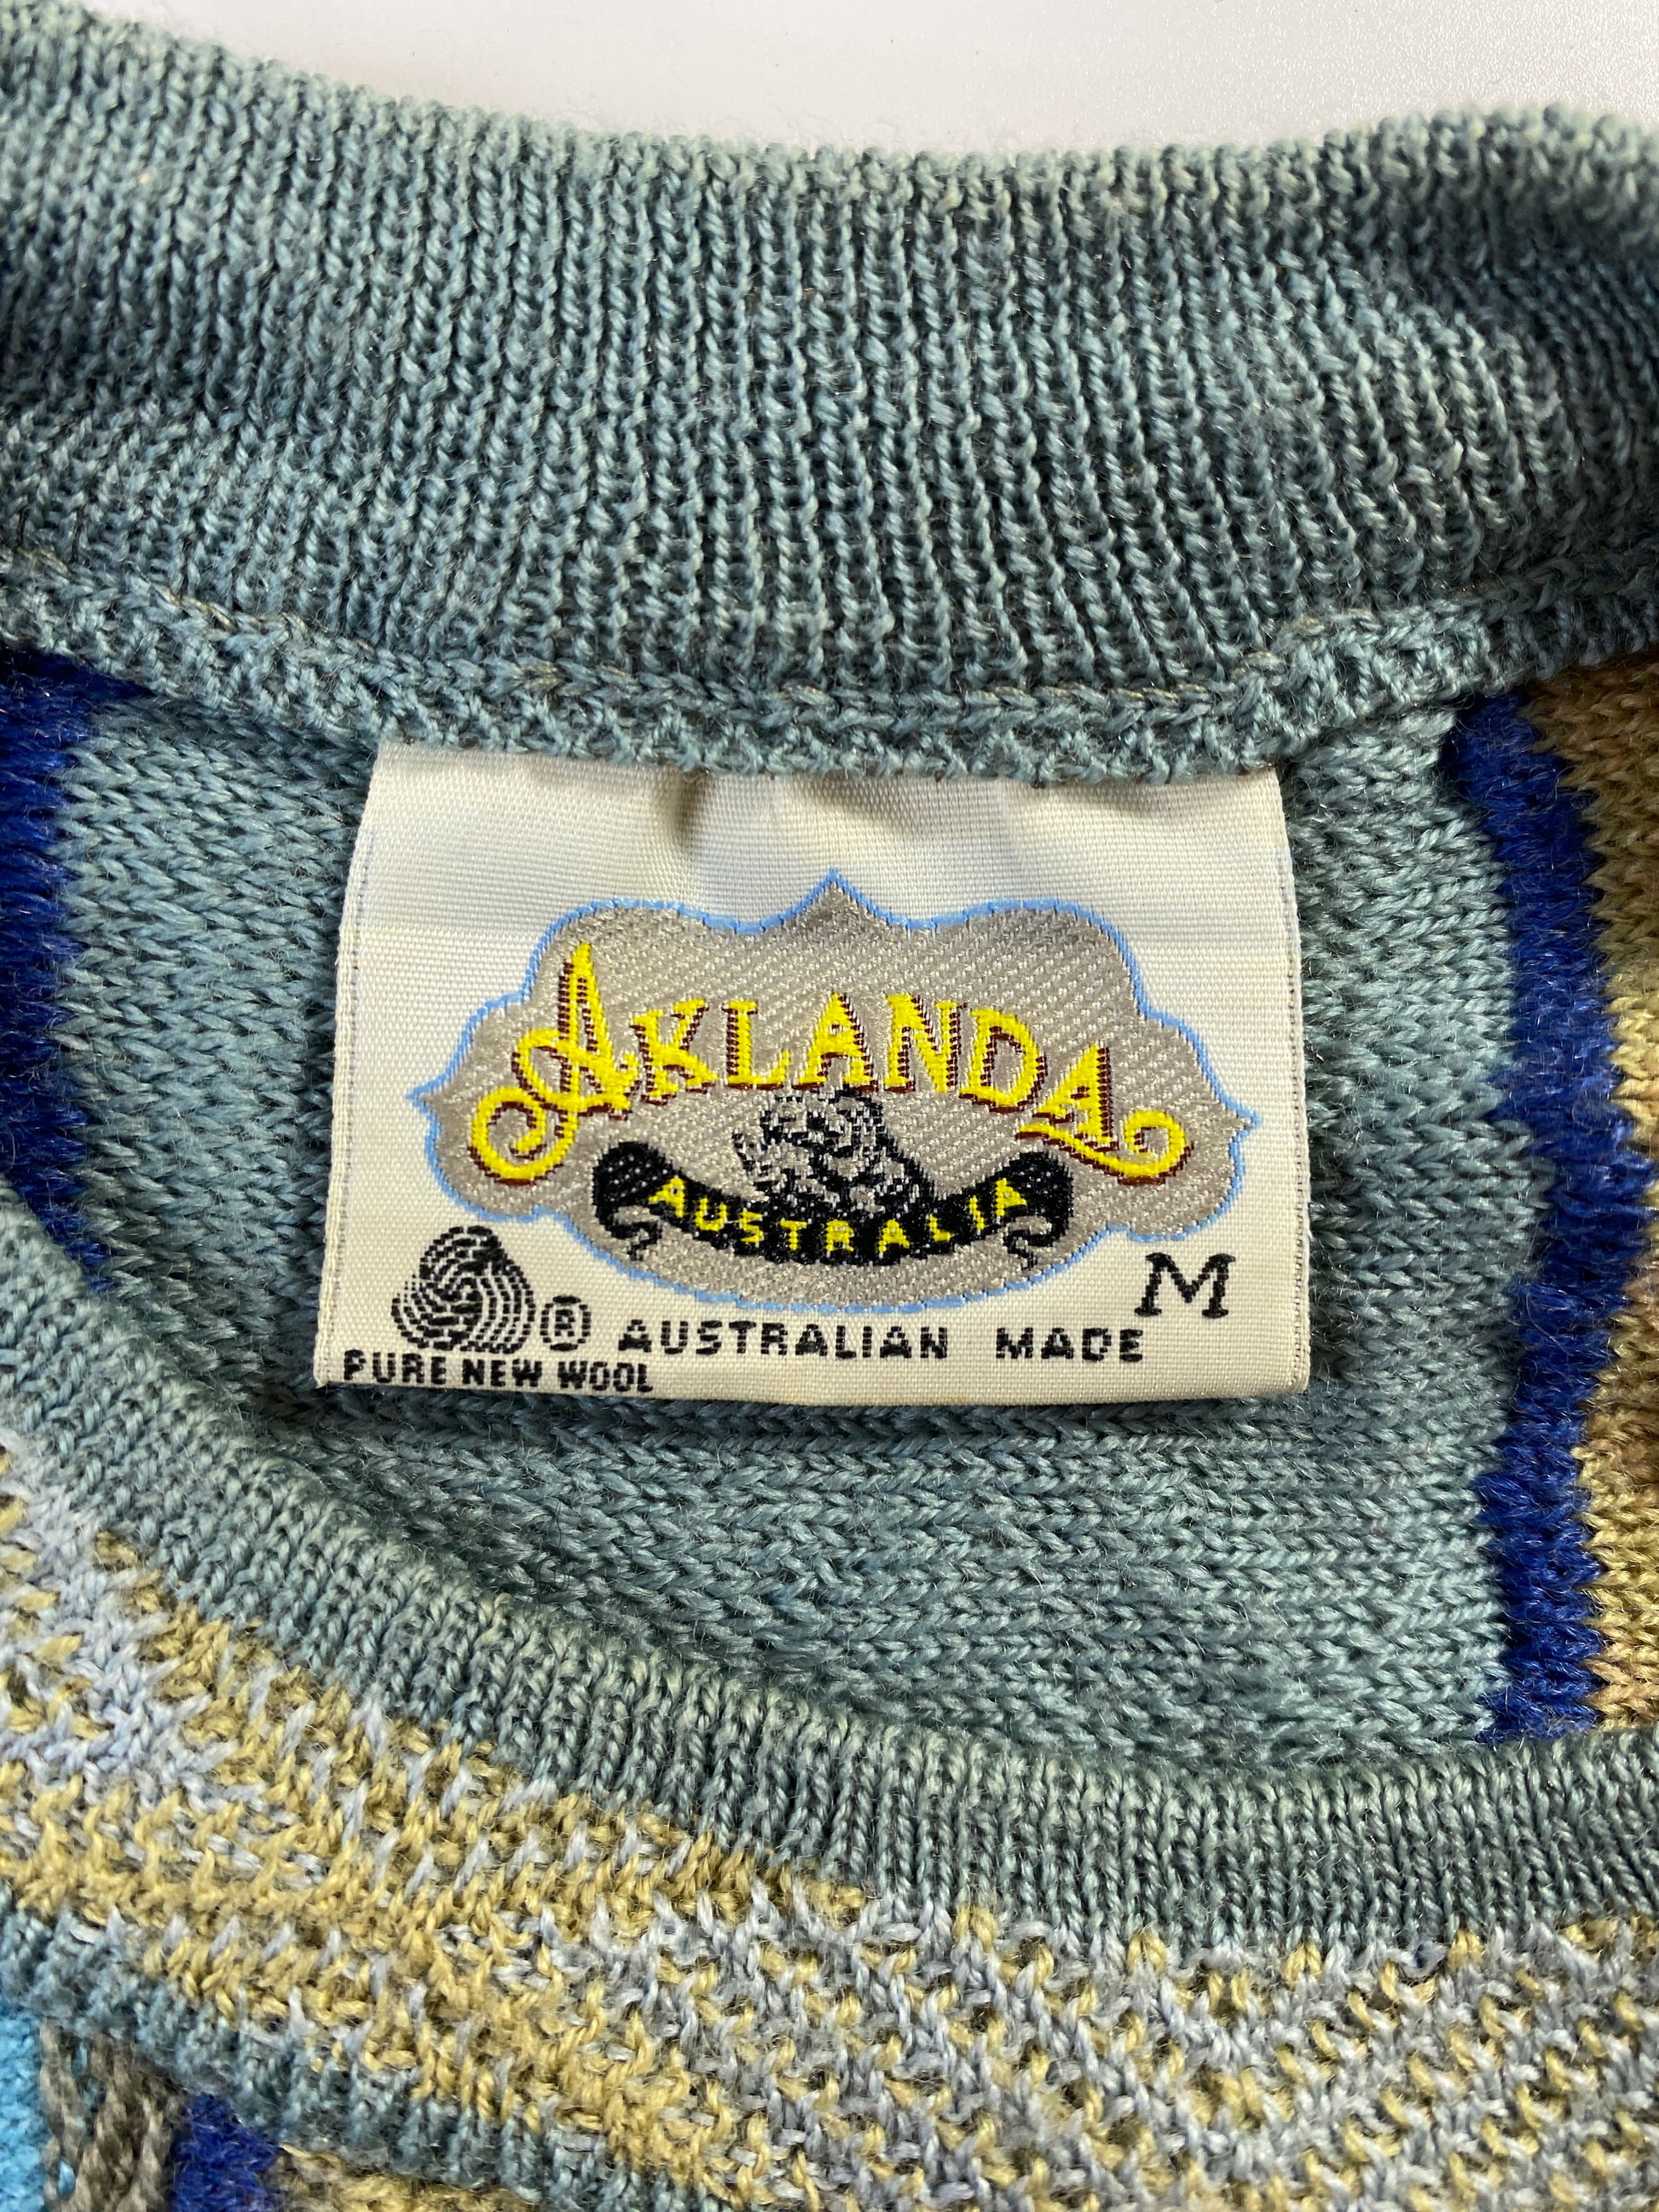 AKLANDA
AUSTRALIA
M
® AUSTRALIAN MADE
PURE NEW WOOL